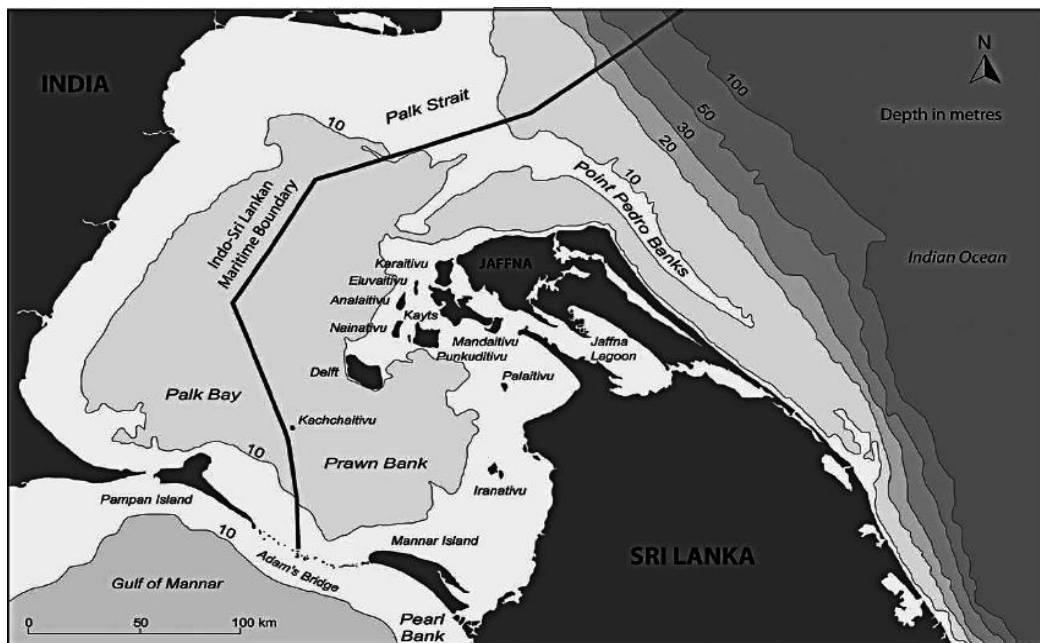 INDIA
Palk Strait
10
100
50
30
20
N
Depth in metres
Indo-Sri Lankan
Maritime Boundary
10
Point Pedro Banks
Indian Ocean
Karaitivu
JAFFNA
Eluvaitivu
Analaitivu
Kayts
Nainativu
Mandaitivu
Punkuditivu
Jaffna
Lagoon
Delft
Palaitivu
Palk Bay
Kachchaitivu
10
Prawn Bank
Iranativu
Pampan Island
10
Mannar Island
Adam's Bridge
SRI LANKA
Gulf of Mannar
Pearl
Bank
0 50 100 km